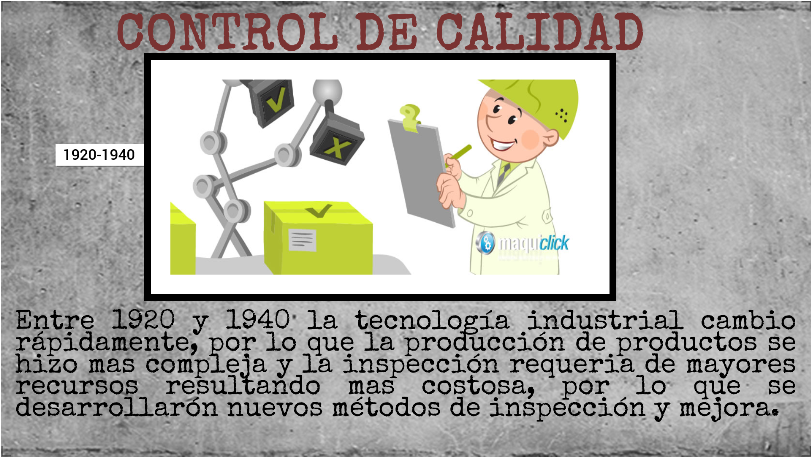 CONTROL DE CALIDAD
1920-1940
maquiclick
Entre 1920 y 1940 la tecnología industrial cambio
rápidamente, por lo que la producción de productos se
hizo mas compleja y la inspección requeria de mayores
recursos resultando mas costosa, por lo que se
desarrollarón nuevos métodos de inspección y mejora.